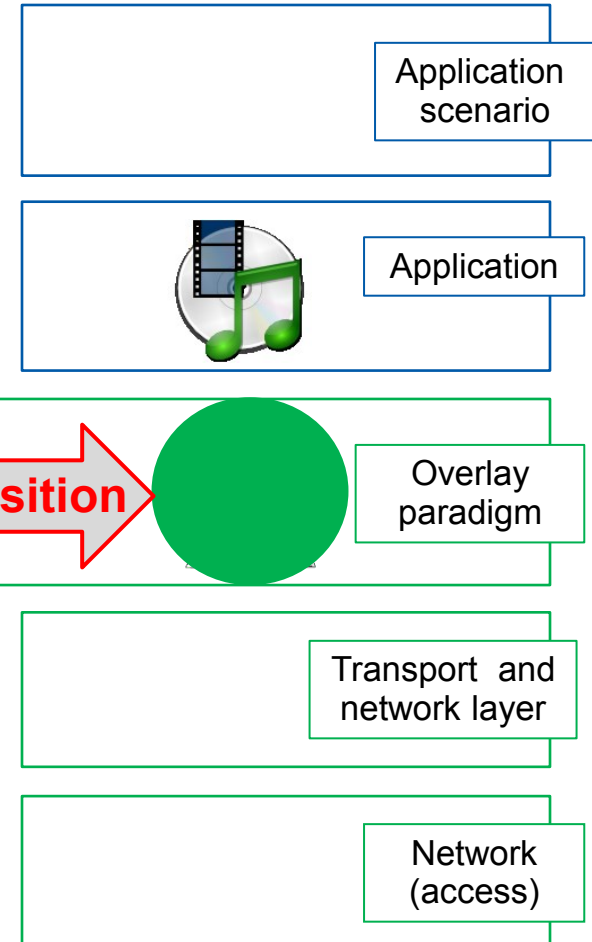 Application
scenario
Application
sition
Overlay
paradigm
Transport and
network layer
Network
(access)